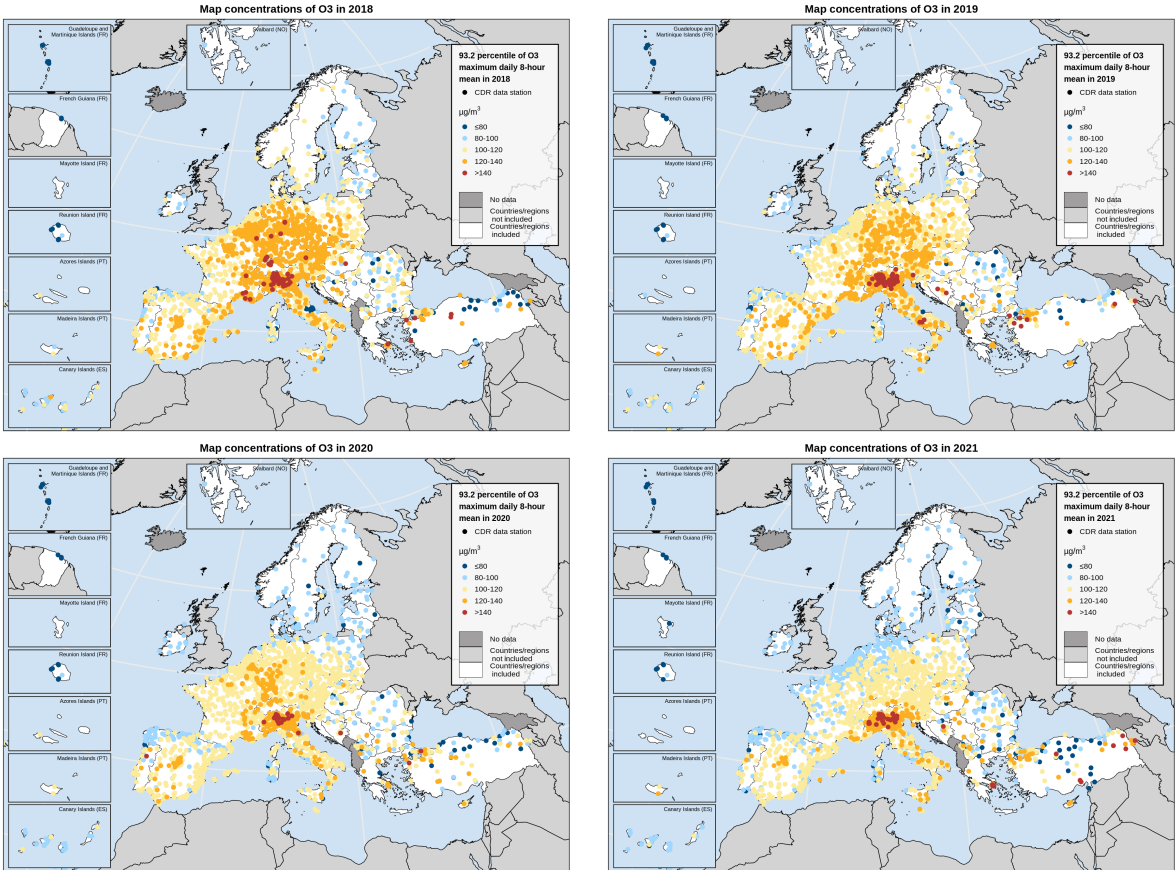 Map concentrations of O3 in 2018
Guadeloupe and
Martinique Islands (FR)
French Guiana (FR)
Mayotte Island (FR)
Reunion Island (FR)
Azores Islands (PT)
Madeira Islands (PT)
Canary Islands (ES)
Svalbard (NO)
93.2 percentile of O3
maximum daily 8-hour
mean in 2018
CDR data station
µg/m³
≤80
80-100
100-120
120-140
>140
No data
Countries/regions
not included
Countries/regions
included
Map concentrations of O3 in 2019
Guadeloupe and
Martinique Islands (FR)
French Guiana (FR)
Mayotte Island (FR)
Reunion Island (FR)
Azores Islands (PT)
Madeira Islands (PT)
Canary Islands (ES)
Svalbard (NO)
93.2 percentile of O3
maximum daily 8-hour
mean in 2019
CDR data station
µg/m³
≤80
80-100
100-120
120-140
>140
No data
Countries/regions
not included
Countries/regions
included
Map concentrations of O3 in 2020
Guadeloupe and
Martinique Islands (FR)
French Guiana (FR)
Mayotte Island (FR)
Reunion Island (FR)
Azores Islands (PT)
Madeira Islands (PT)
Canary Islands (ES)
Svalbard (NO)
93.2 percentile of O3
maximum daily 8-hour
mean in 2020
CDR data station
µg/m³
≤80
80-100
100-120
120-140
>140
No data
Countries/regions
not included
Countries/regions
included
Map concentrations of O3 in 2021
Guadeloupe and
Martinique Islands (FR)
French Guiana (FR)
Mayotte Island (FR)
Reunion Island (FR)
Azores Islands (PT)
Madeira Islands (PT)
Canary Islands (ES)
Svalbard (NO)
93.2 percentile of O3
maximum daily 8-hour
mean in 2021
CDR data station
µg/m³
≤80
80-100
100-120
120-140
>140
No data
Countries/regions
not included
Countries/regions
included